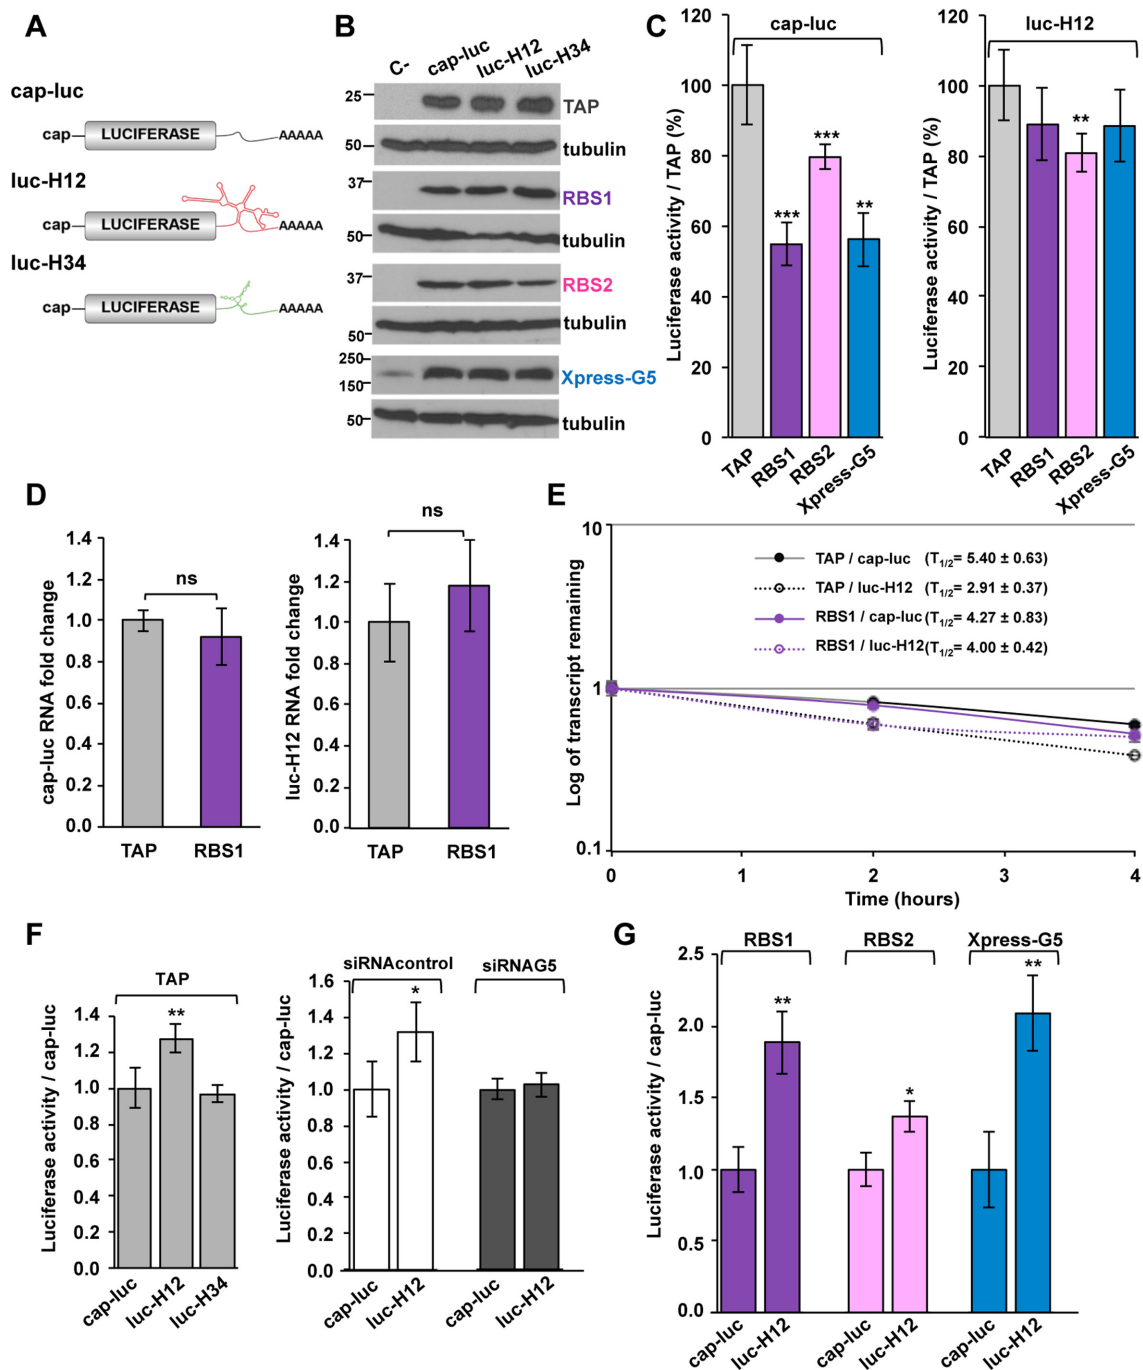 A
cap-luc
cap
LUCIFERASE
AAAAA
luc-H12
cap
LUCIFERASE
AAAAA
luc-H34
cap
LUCIFERASE
AAAAA
B
C-
cap-luc
luc-H12
luc-H34
25
TAP
50
tubulin
37
RBS1
50
tubulin
37
RBS2
50
tubulin
250
150
Xpress-G5
50
tubulin
C
cap-luc
Luciferase activity / TAP (%)
120
100
80
60
40
20
0
***
***
**
TAP
RBS1
RBS2
Xpress-G5
luc-H12
Luciferase activity / TAP (%)
120
100
80
60
40
20
0
**
TAP
RBS1
RBS2
Xpress-G5
D
cap-luc RNA fold change
1.4
1.2
1.0
0.8
0.6
0.4
0.2
0.0
ns
TAP
RBS1
luc-H12 RNA fold change
1.4
1.2
1.0
0.8
0.6
0.4
0.2
0.0
ns
TAP
RBS1
E
Log of transcript remaining
10
1
0.1
TAP / cap-luc (T1/2= 5.40 ± 0.63)
TAP / luc-H12 (T1/2= 2.91 ± 0.37)
RBS1 / cap-luc (T1/2= 4.27 ± 0.83)
RBS1 / luc-H12 (T1/2= 4.00 ± 0.42)
0
1
2
3
4
Time (hours)
F
Luciferase activity / cap-luc
1.4
1.2
1.0
0.8
0.6
0.4
0.2
0.0
TAP
**
cap-luc
luc-H12
luc-H34
Luciferase activity / cap-luc
1.6
1.4
1.2
1.0
0.8
0.6
0.4
0.2
0.0
siRNAcontrol
siRNAG5
*
cap-luc
luc-H12
cap-luc
luc-H12
G
Luciferase activity / cap-luc
2.5
2.0
1.5
1.0
0.5
0.0
RBS1
RBS2
Xpress-G5
**
*
**
cap-luc
luc-H12
cap-luc
luc-H12
cap-luc
luc-H12